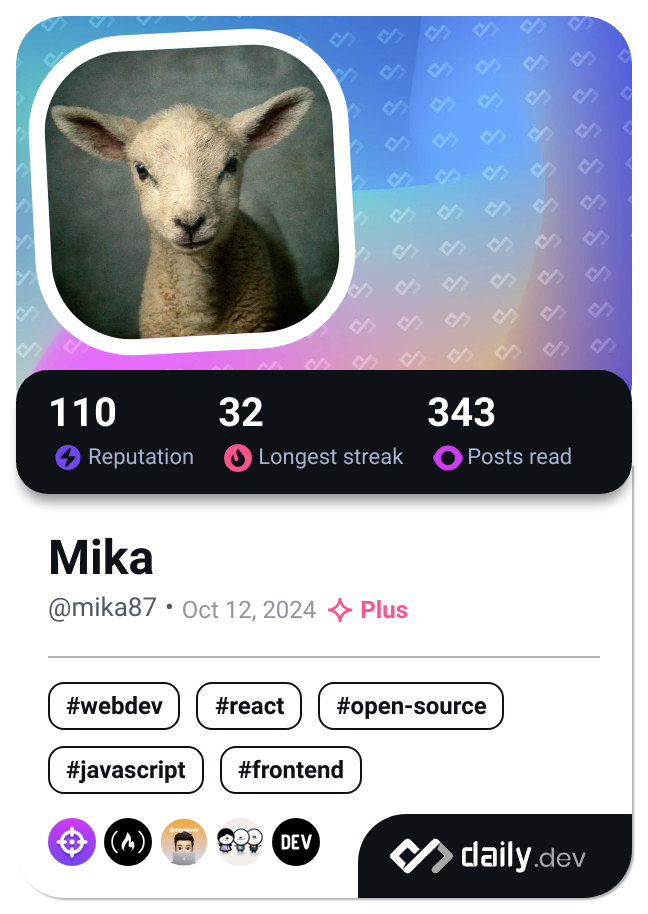 110 32 343
Reputation Longest streak Posts read
Mika
@mika87 • Oct 12, 2024 Plus
#webdev #react #open-source
#javascript #frontend
DEV
daily.dev